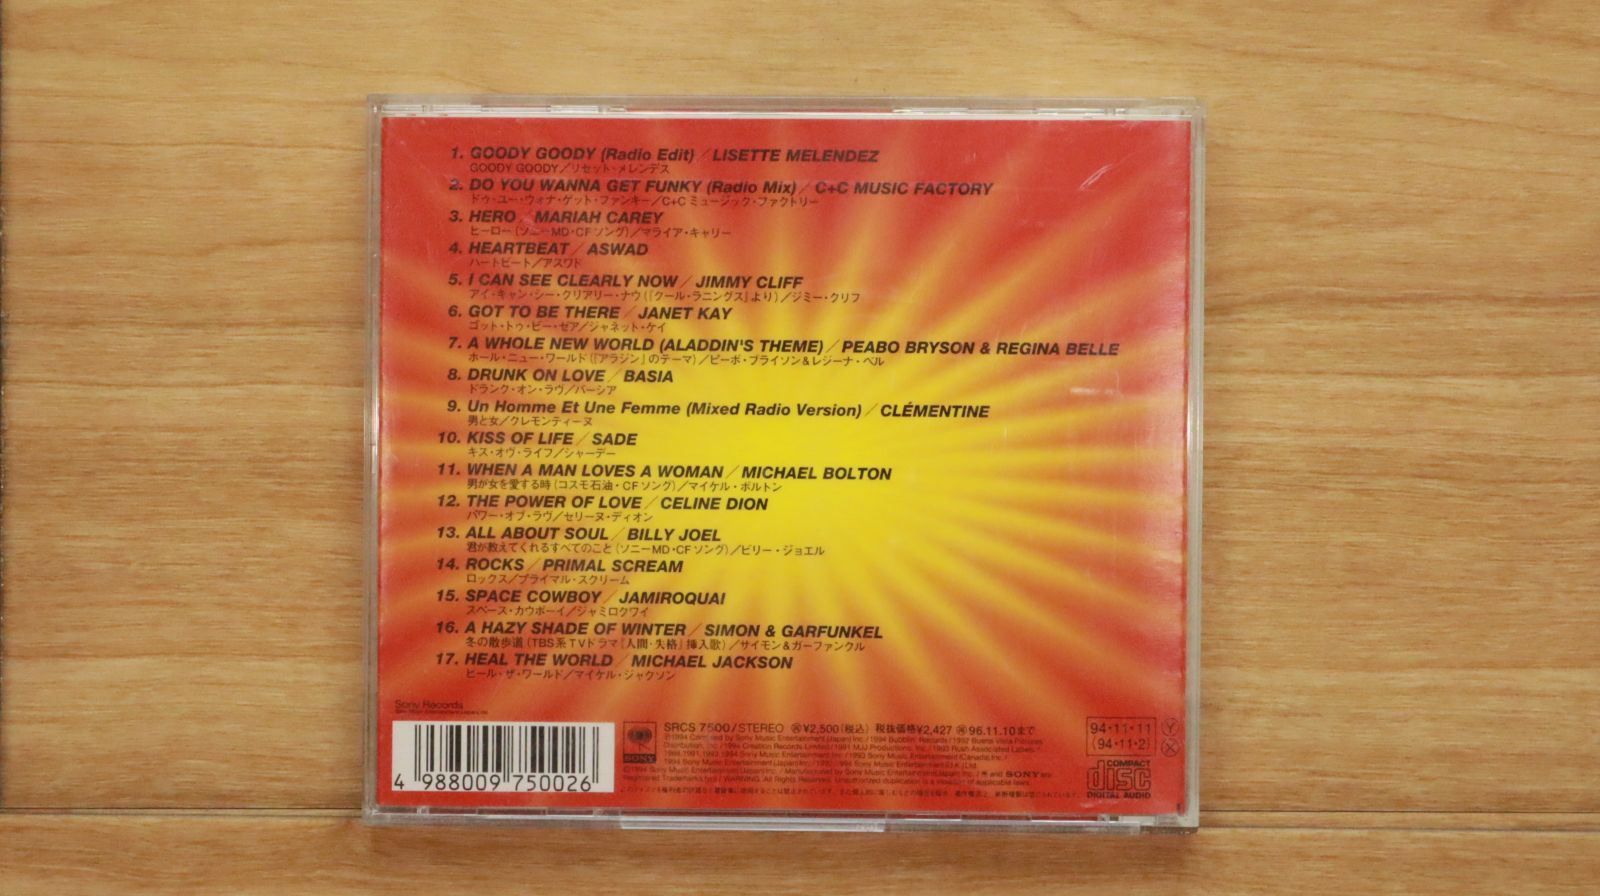 1. GOODY GOODY (Radio Edit)／LISETTE MELENDEZ
GOODY GOODY／リセット・メレンデス
2. DO YOU WANNA GET FUNKY (Radio Mix)／C+C MUSIC FACTORY
ドゥ・ユー・ウォナ・ゲット・ファンキー／C+Cミュージック・ファクトリー
3. HERO／MARIAH CAREY
ヒーロー(ソニーMD・CFソング)／マライア・キャリー
4. HEARTBEAT／ASWAD
ハートビート／アスワド
5. I CAN SEE CLEARLY NOW／JIMMY CLIFF
アイ・キャン・シー・クリアリー・ナウ(『クール・ランニングス』より)／ジミー・クリフ
6. GOT TO BE THERE／JANET KAY
ゴット・トゥ・ビー・ゼア／ジャネット・ケイ
7. A WHOLE NEW WORLD (ALADDIN'S THEME)／PEABO BRYSON & REGINA BELLE
ホール・ニュー・ワールド(『アラジン』のテーマ)／ピーボ・ブライソン&レジーナ・ベル
8. DRUNK ON LOVE／BASIA
ドランク・オン・ラヴ／バーシア
9. Un Homme Et Une Femme (Mixed Radio Version)／CLÉMENTINE
男と女／クレモンティーヌ
10. KISS OF LIFE／SADE
キス・オヴ・ライフ／シャーデー
11. WHEN A MAN LOVES A WOMAN／MICHAEL BOLTON
男が女を愛する時(コスモ石油・CFソング)／マイケル・ボルトン
12. THE POWER OF LOVE／CELINE DION
パワー・オブ・ラヴ／セリーヌ・ディオン
13. ALL ABOUT SOUL／BILLY JOEL
君が教えてくれるすべてのこと(ソニーMD・CFソング)／ビリー・ジョエル
14. ROCKS／PRIMAL SCREAM
ロックス／プライマル・スクリーム
15. SPACE COWBOY／JAMIROQUAI
スペース・カウボーイ／ジャミロクワイ
16. A HAZY SHADE OF WINTER／SIMON & GARFUNKEL
冬の散歩道(TBS系TVドラマ『人間・失格』挿入歌)／サイモン&ガーファンクル
17. HEAL THE WORLD／MICHAEL JACKSON
ヒール・ザ・ワールド／マイケル・ジャクソン
Sony Records
4 988009 750026
SONY
SRCS 7500/STEREO ¥2,500(税込) 税抜価格¥2,427 96.11.10まで
94・11・11
(94・11・2)
Y
X
COMPACT
disc
DIGITAL AUDIO